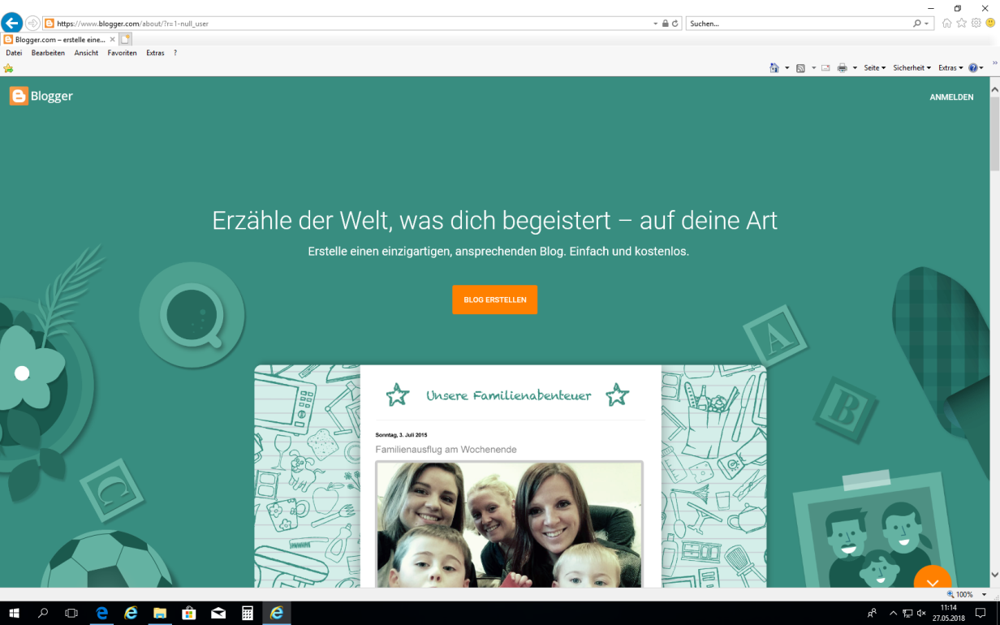 https://www.blogger.com/about/?r=1-null_user
Suchen...
Blogger.com – erstelle eine...
Datei Bearbeiten Ansicht Favoriten Extras ?
Seite Sicherheit Extras
Blogger
ANMELDEN
Erzähle der Welt, was dich begeistert – auf deine Art
Erstelle einen einzigartigen, ansprechenden Blog. Einfach und kostenlos.
BLOG ERSTELLEN
A
B
C
Unsere Familienabenteuer
Sonntag, 3. Juli 2015
Familienausflug am Wochenende
100%
11:14
27.05.2018